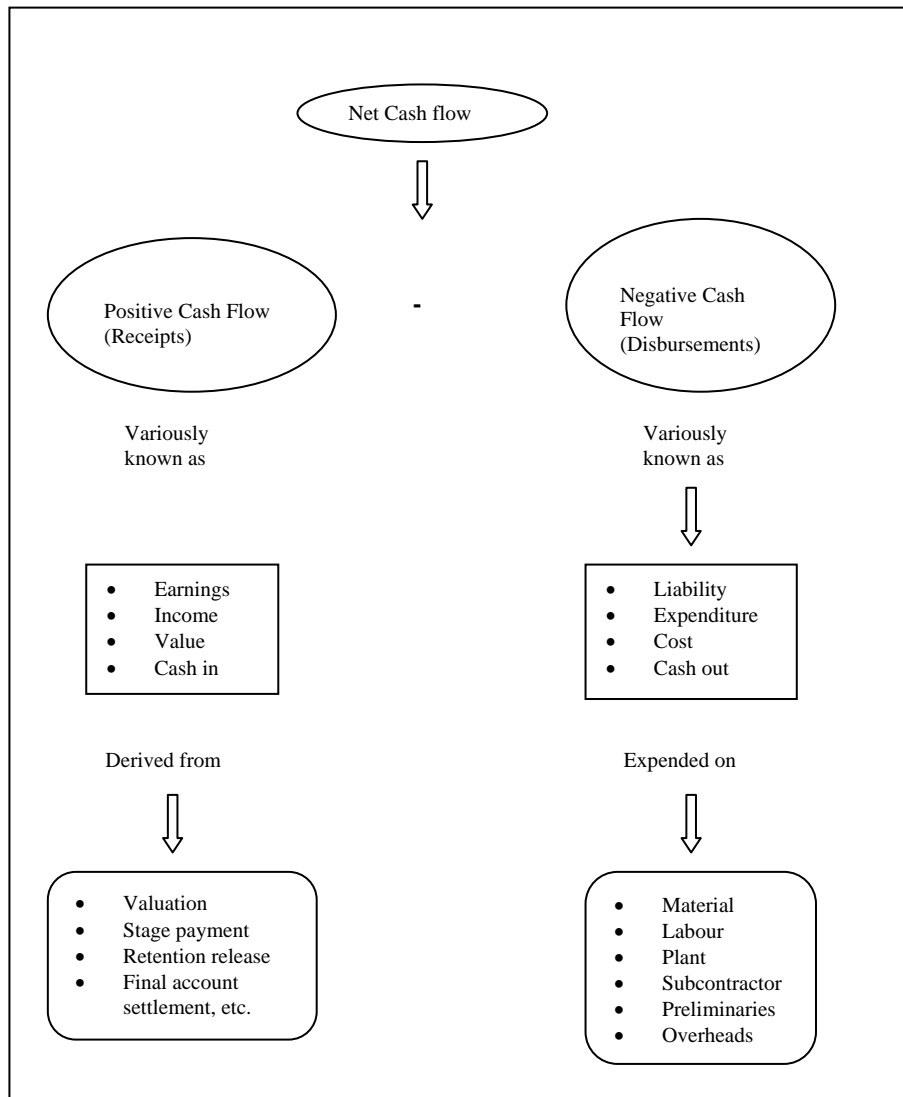 Net Cash flow
Positive Cash Flow
(Receipts)
-
Negative Cash
Flow
(Disbursements)
Variously
known as
Variously
known as
• Earnings
• Income
• Value
• Cash in
• Liability
• Expenditure
• Cost
• Cash out
Derived from
Expended on
• Valuation
• Stage payment
• Retention release
• Final account
settlement, etc.
• Material
• Labour
• Plant
• Subcontractor
• Preliminaries
• Overheads